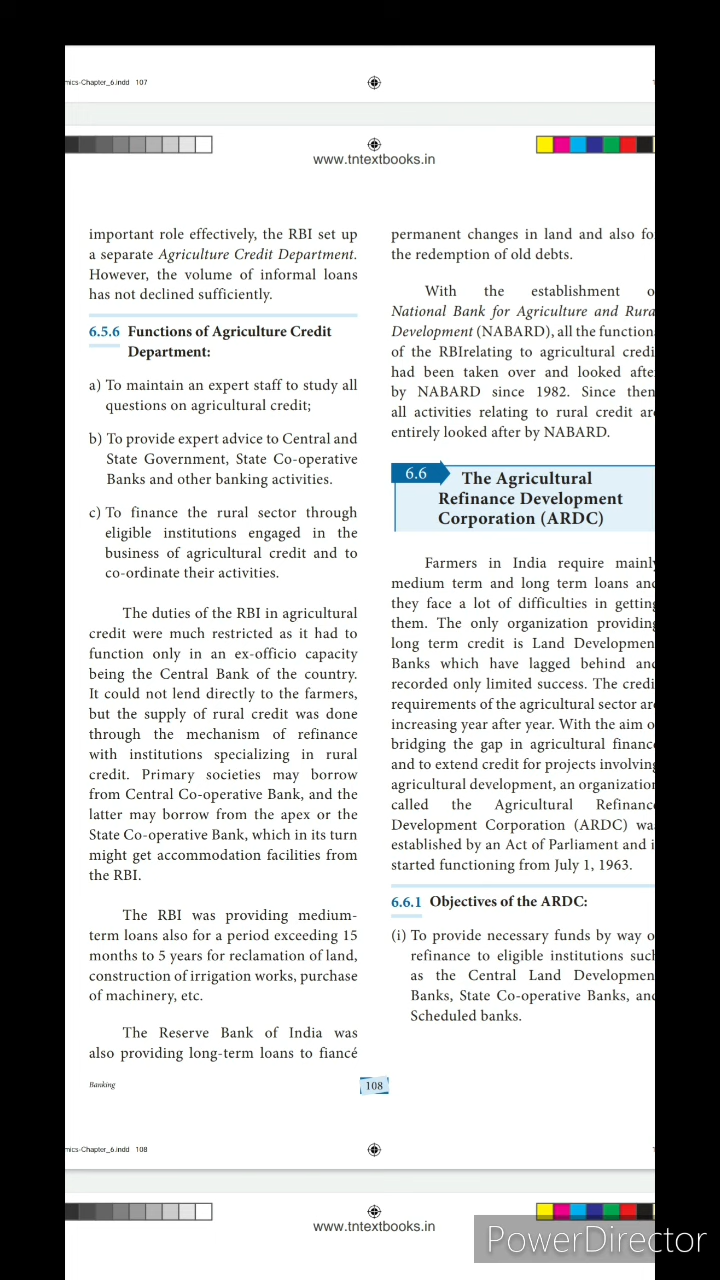 mics-Chapter_6.indd 107
www.tntextbooks.in
important role effectively, the RBI set up
a separate Agriculture Credit Department.
However, the volume of informal loans
has not declined sufficiently.
6.5.6 Functions of Agriculture Credit
Department:
a) To maintain an expert staff to study all
questions on agricultural credit;
b) To provide expert advice to Central and
State Government, State Co-operative
Banks and other banking activities.
c) To finance the rural sector through
eligible institutions engaged in the
business of agricultural credit and to
co-ordinate their activities.
The duties of the RBI in agricultural
credit were much restricted as it had to
function only in an ex-officio capacity
being the Central Bank of the country.
It could not lend directly to the farmers,
but the supply of rural credit was done
through the mechanism of refinance
with institutions specializing in rural
credit. Primary societies may borrow
from Central Co-operative Bank, and the
latter may borrow from the apex or the
State Co-operative Bank, which in its turn
might get accommodation facilities from
the RBI.
The RBI was providing medium-
term loans also for a period exceeding 15
months to 5 years for reclamation of land,
construction of irrigation works, purchase
of machinery, etc.
The Reserve Bank of India was
also providing long-term loans to fiancé
permanent changes in land and also fo
the redemption of old debts.
With the establishment o
National Bank for Agriculture and Rura
Development (NABARD), all the function
of the RBIrelating to agricultural credi
had been taken over and looked afte
by NABARD since 1982. Since then
all activities relating to rural credit are
entirely looked after by NABARD.
6.6 The Agricultural
Refinance Development
Corporation (ARDC)
Farmers in India require mainly
medium term and long term loans and
they face a lot of difficulties in getting
them. The only organization providing
long term credit is Land Developmen
Banks which have lagged behind and
recorded only limited success. The credi
requirements of the agricultural sector are
increasing year after year. With the aim o
bridging the gap in agricultural finance
and to extend credit for projects involving
agricultural development, an organization
called the Agricultural Refinance
Development Corporation (ARDC) wa
established by an Act of Parliament and i
started functioning from July 1, 1963.
6.6.1 Objectives of the ARDC:
(i) To provide necessary funds by way o
refinance to eligible institutions such
as the Central Land Developmen
Banks, State Co-operative Banks, and
Scheduled banks.
Banking
108
mics-Chapter_6.indd 108
www.tntextbooks.in
PowerDirector